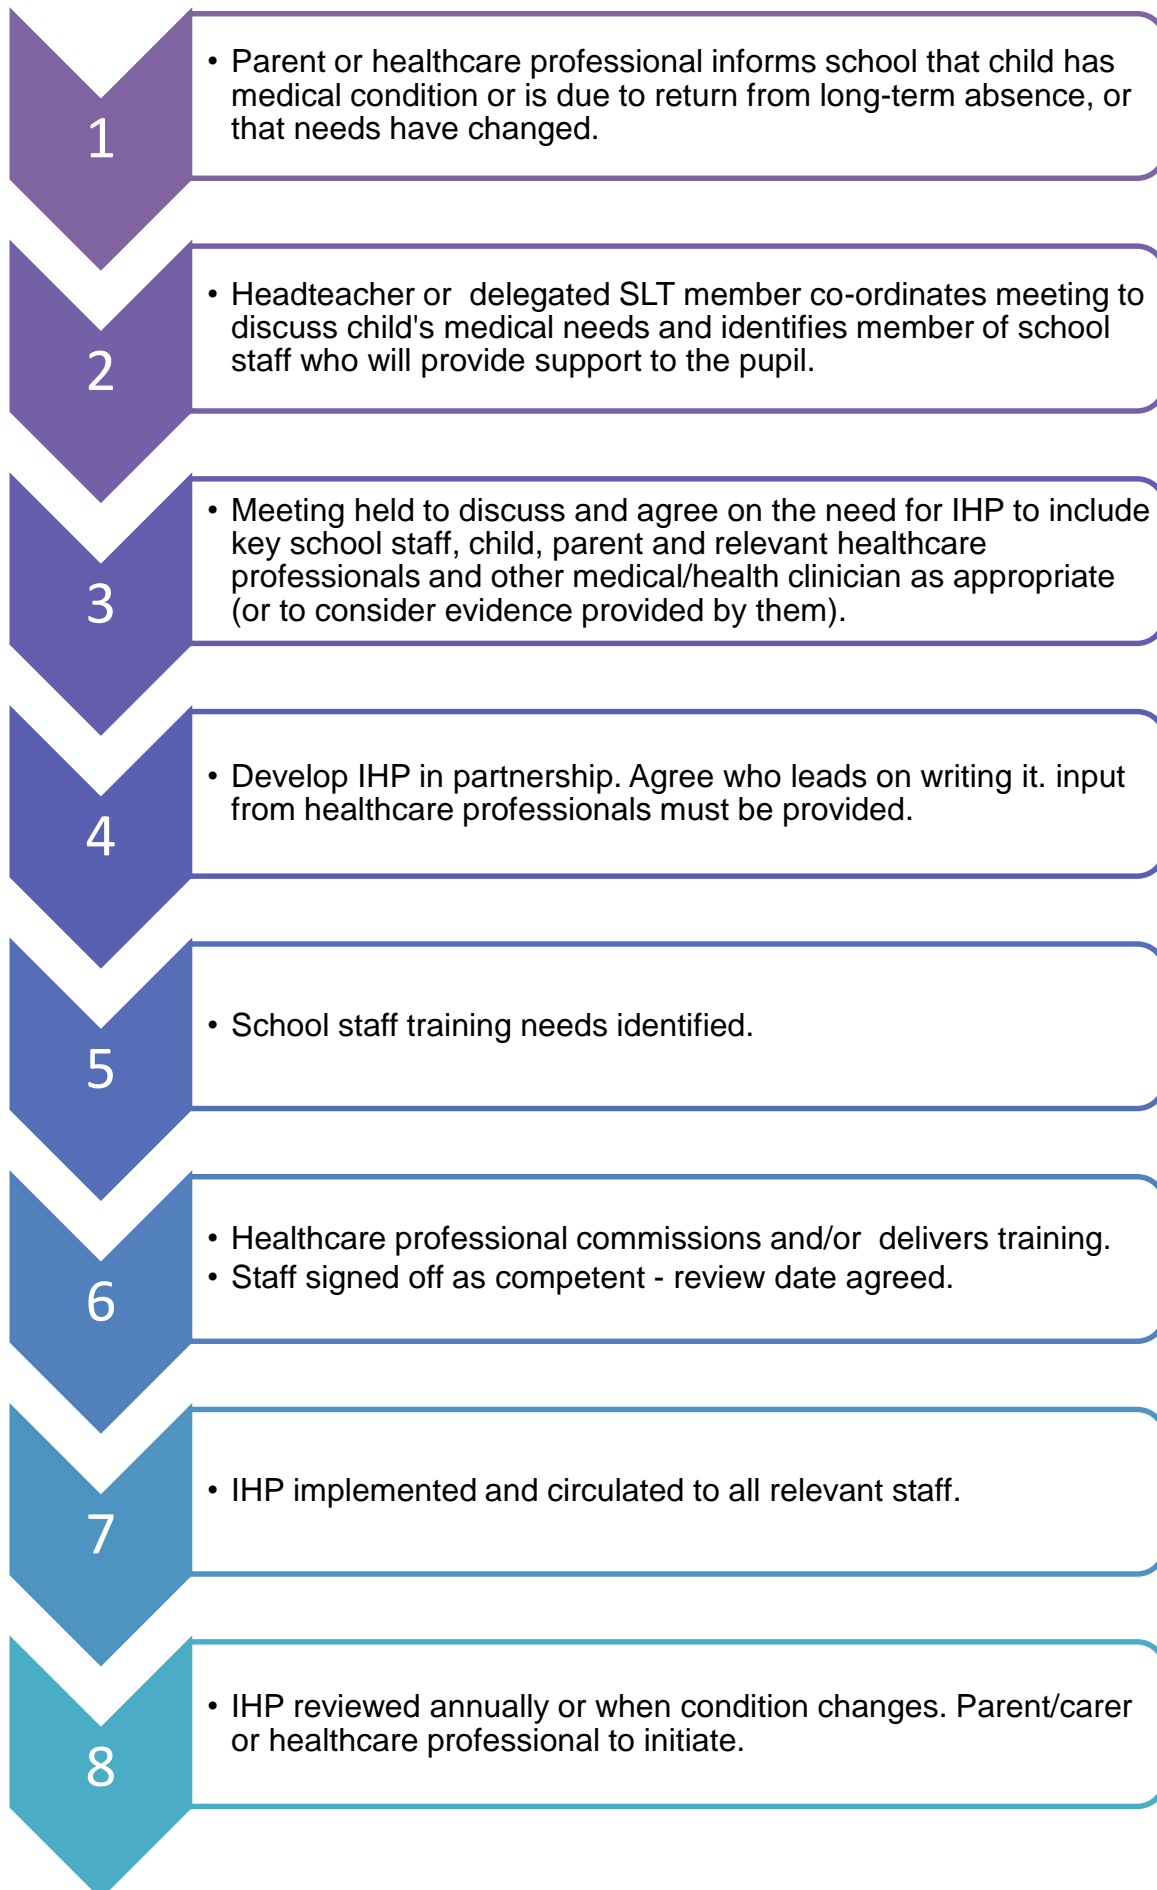 1
• Parent or healthcare professional informs school that child has
medical condition or is due to return from long-term absence, or
that needs have changed.
2
• Headteacher or  delegated SLT member co-ordinates meeting to
discuss child's medical needs and identifies member of school
staff who will provide support to the pupil.
3
• Meeting held to discuss and agree on the need for IHP to include
key school staff, child, parent and relevant healthcare
professionals and other medical/health clinician as appropriate
(or to consider evidence provided by them).
4
• Develop IHP in partnership. Agree who leads on writing it. input
from healthcare professionals must be provided.
5
• School staff training needs identified.
6
• Healthcare professional commissions and/or  delivers training.
• Staff signed off as competent - review date agreed.
7
• IHP implemented and circulated to all relevant staff.
8
• IHP reviewed annually or when condition changes. Parent/carer
or healthcare professional to initiate.